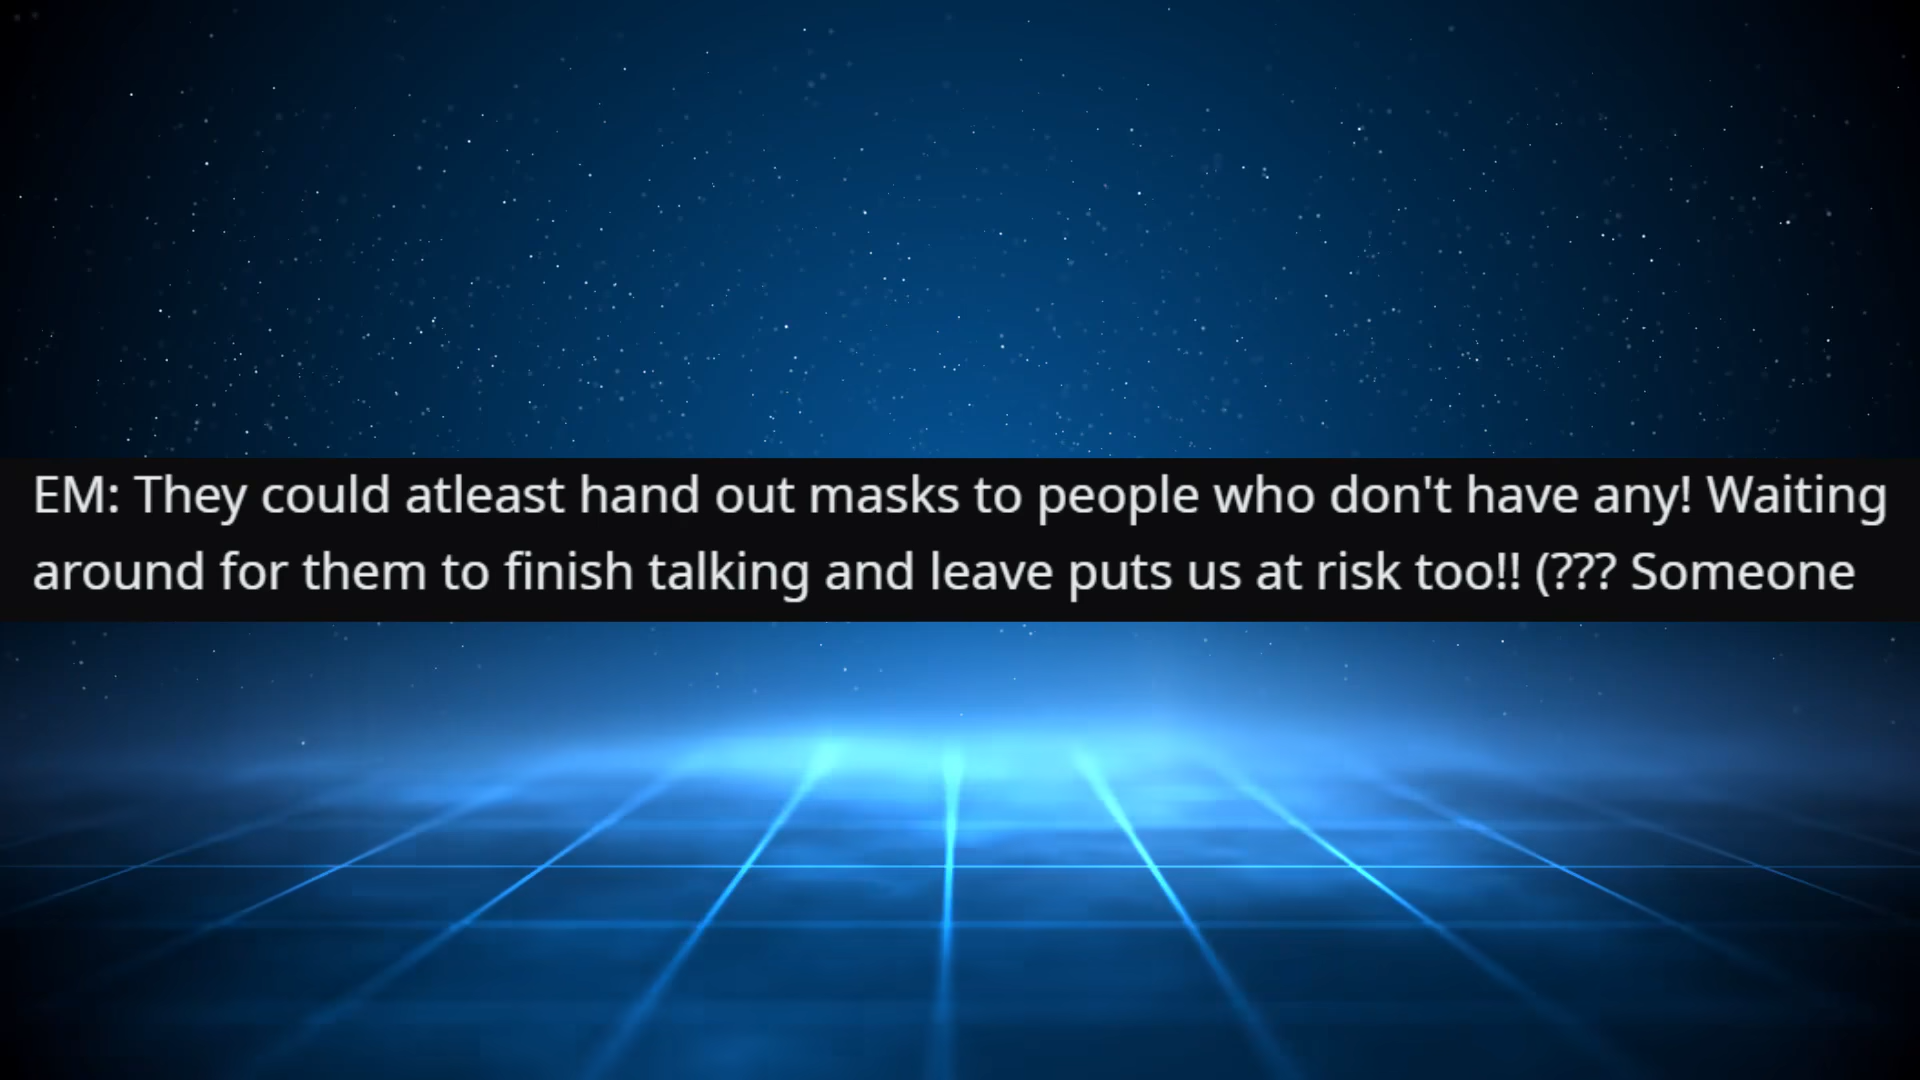 EM: They could atleast hand out masks to people who don't have any! Waiting
around for them to finish talking and leave puts us at risk too!! (??? Someone